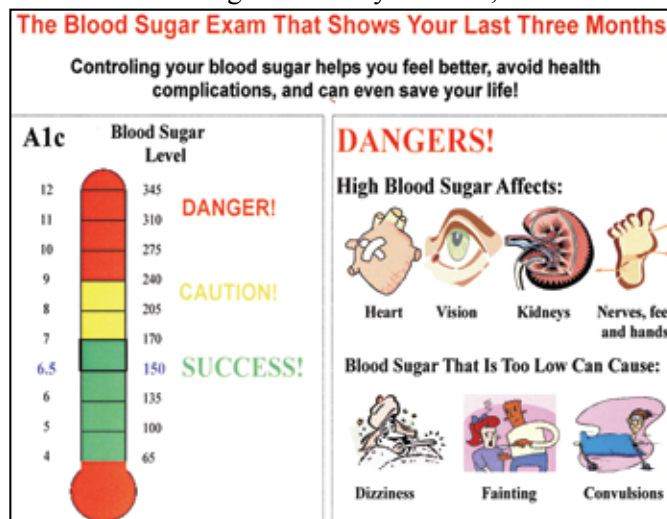 The Blood Sugar Exam That Shows Your Last Three Months
Controling your blood sugar helps you feel better, avoid health
complications, and can even save your life!
A1c
Blood Sugar
Level
12 345
11 310
10 275
9 240
8 205
7 170
6.5 150
6 135
5 100
4 65
DANGER!
CAUTION!
SUCCESS!
DANGERS!
High Blood Sugar Affects:
Heart Vision Kidneys Nerves, fee
and hands
Blood Sugar That Is Too Low Can Cause:
Dizziness Fainting Convulsions